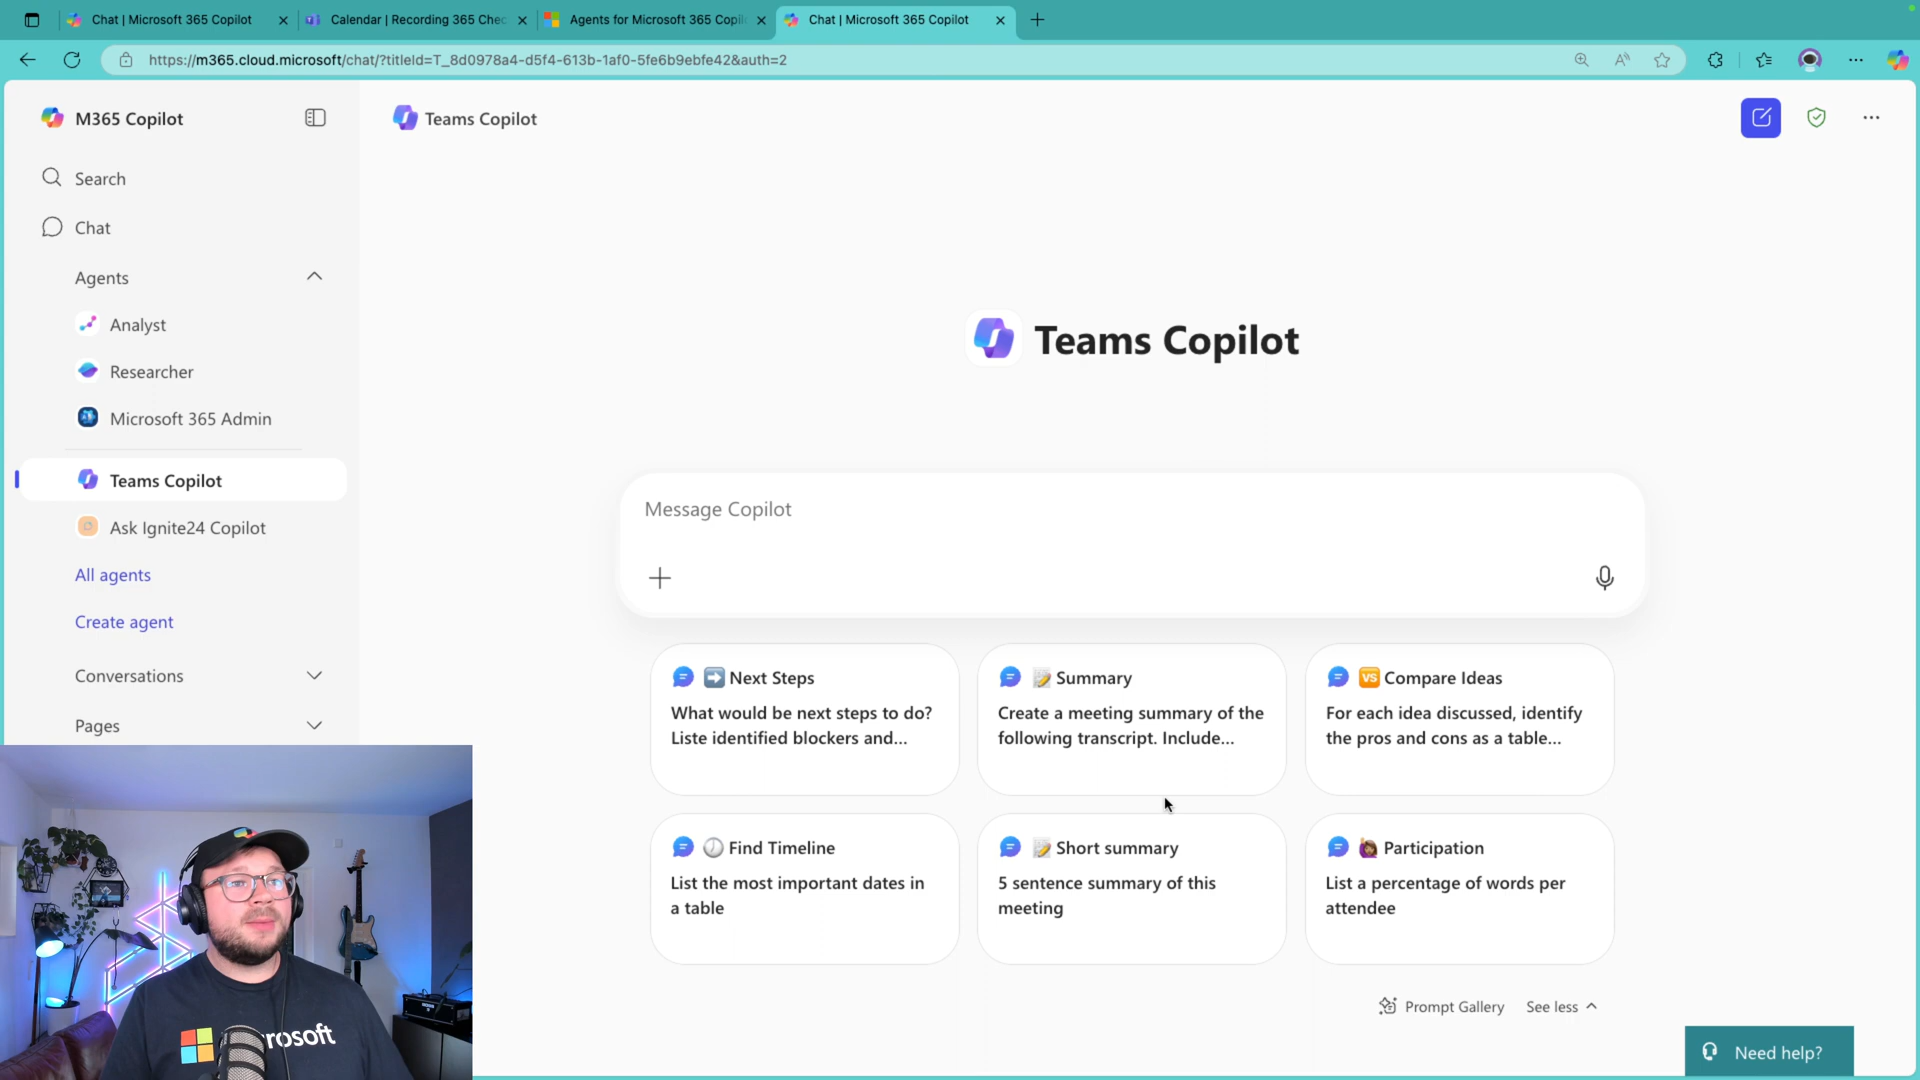 Chat | Microsoft 365 Copilot
Calendar | Recording 365 Chec
Agents for Microsoft 365 Copil
Chat | Microsoft 365 Copilot
https://m365.cloud.microsoft/chat/?titleId=T_8d0978a4-d5f4-613b-1af0-5fe6b9ebfe42&auth=2
M365 Copilot
Teams Copilot
Search
Chat
Agents
Analyst
Researcher
Microsoft 365 Admin
Teams Copilot
Ask Ignite24 Copilot
All agents
Create agent
Conversations
Pages
Teams Copilot
Message Copilot
Next Steps
What would be next steps to do?
Liste identified blockers and...
Summary
Create a meeting summary of the
following transcript. Include...
VS Compare Ideas
For each idea discussed, identify
the pros and cons as a table...
Find Timeline
List the most important dates in
a table
Short summary
5 sentence summary of this
meeting
Participation
List a percentage of words per
attendee
Prompt Gallery
See less
Need help?
rosoft